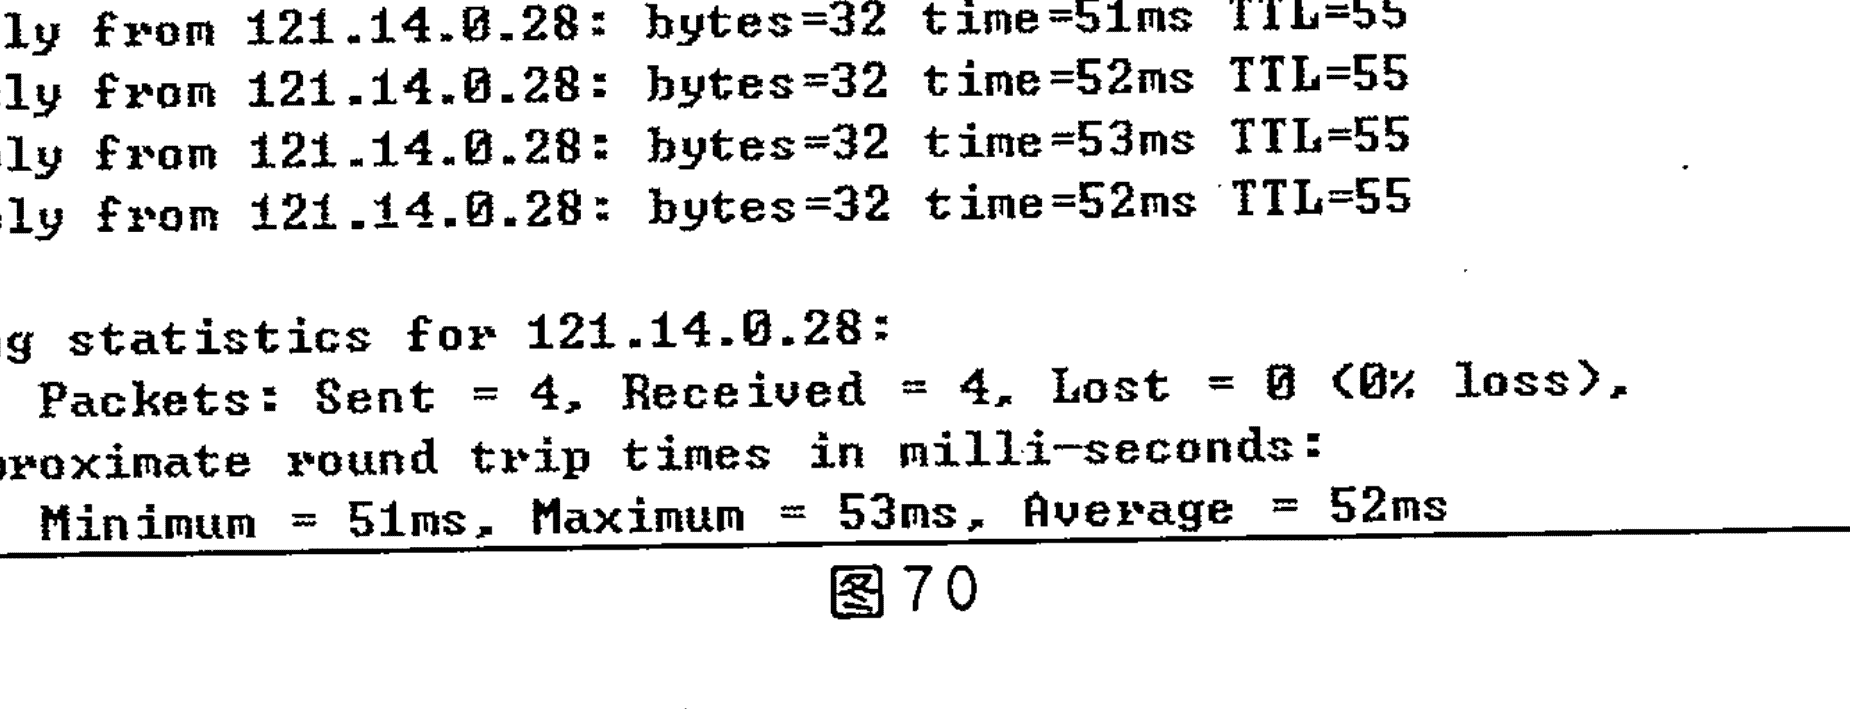 ly from 121.14.0.28: bytes=32 time=51ms TTL=55
ly from 121.14.0.28: bytes=32 time=52ms TTL=55
ly from 121.14.0.28: bytes=32 time=53ms TTL=55
ly from 121.14.0.28: bytes=32 time=52ms TTL=55
g statistics for 121.14.0.28:
Packets: Sent = 4, Received = 4, Lost = 0 (0% loss),
proximate round trip times in milli-seconds:
Minimum = 51ms, Maximum = 53ms, Average = 52ms
图70